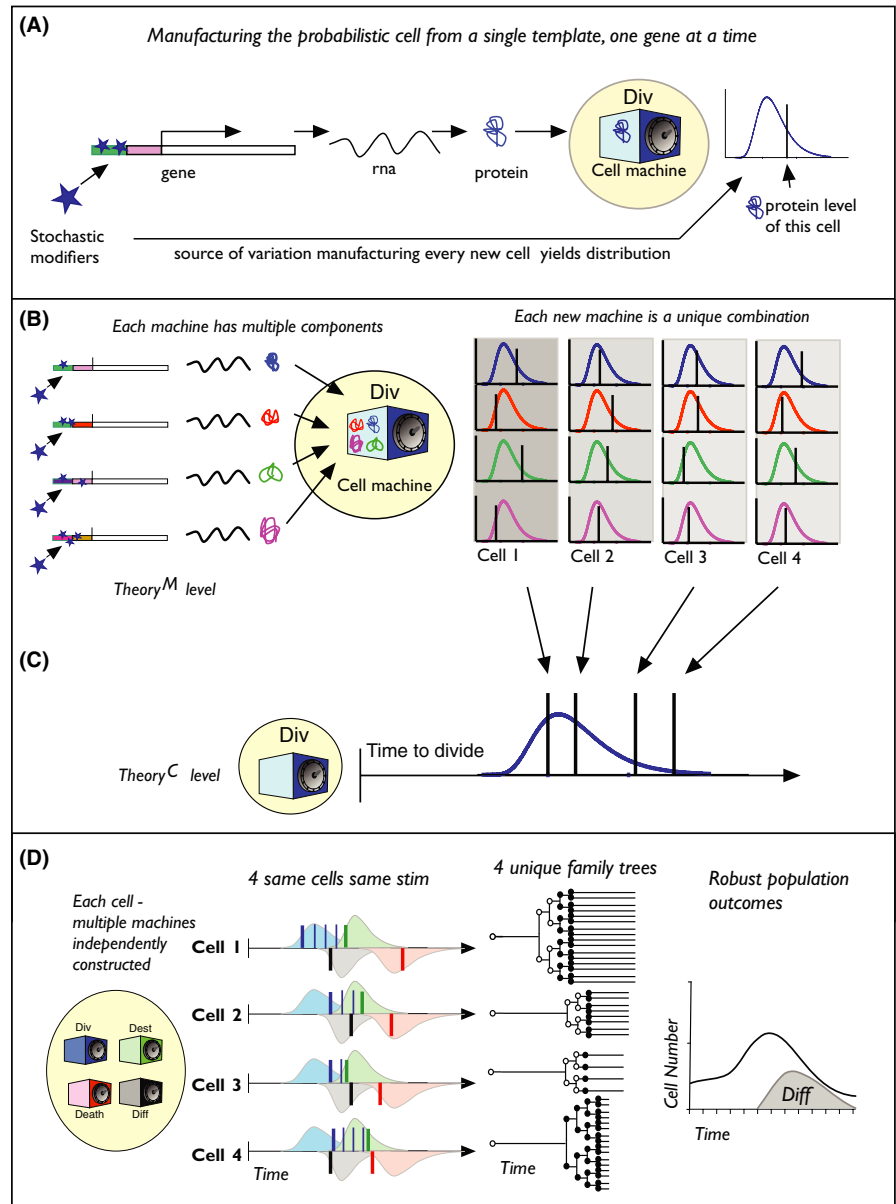 (A)
Manufacturing the probabilistic cell from a single template, one gene at a time
Div
Cell machine
gene
rna
protein
protein level
of this cell
Stochastic
modifiers
source of variation manufacturing every new cell yields distribution
(B)
Each machine has multiple components
Each new machine is a unique combination
Div
Cell machine
Theory M level
Cell 1
Cell 2
Cell 3
Cell 4
(C)
Div
Time to divide
Theory C level
(D)
4 same cells same stim
4 unique family trees
Robust population
outcomes
Each cell -
multiple machines
independently
constructed
Div
Dest
Death
Diff
Cell 1
Cell 2
Cell 3
Cell 4
Time
Time
Cell Number
Diff
Time